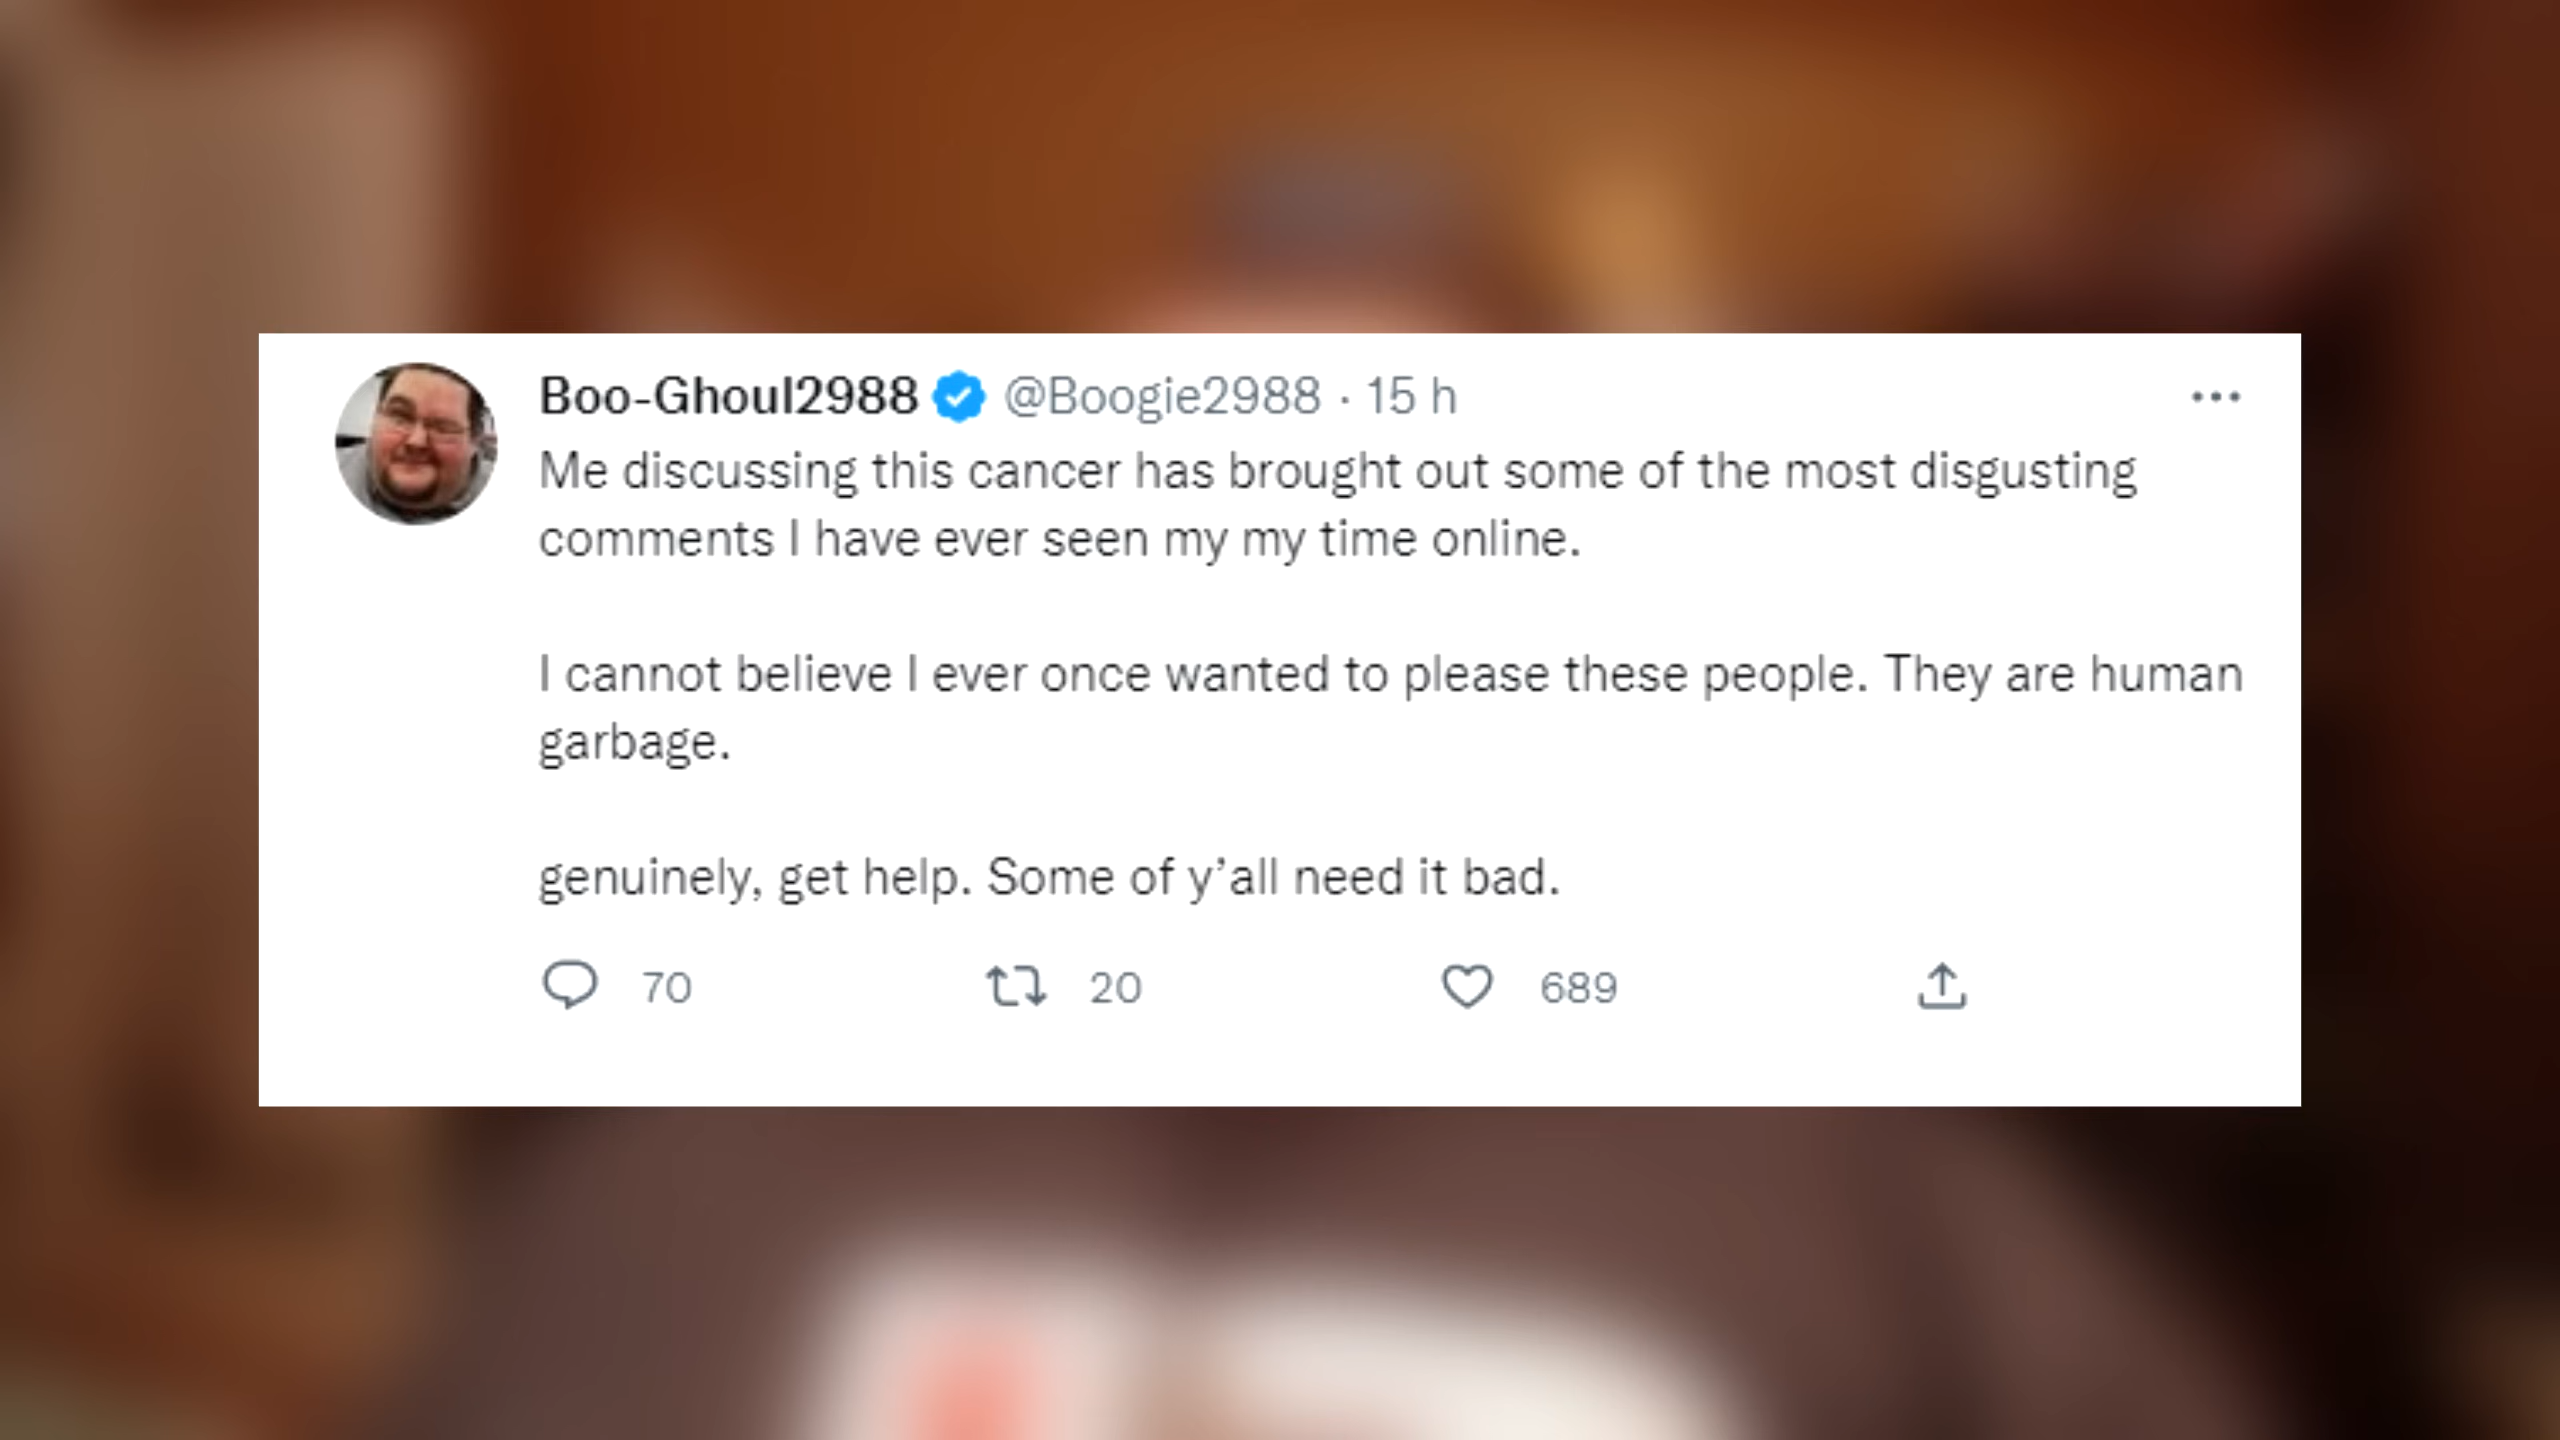 Boo-Ghoul2988 @Boogie2988 · 15 h
Me discussing this cancer has brought out some of the most disgusting
comments I have ever seen my my time online.
I cannot believe I ever once wanted to please these people. They are human
garbage.
genuinely, get help. Some of y’all need it bad.
70 20 689